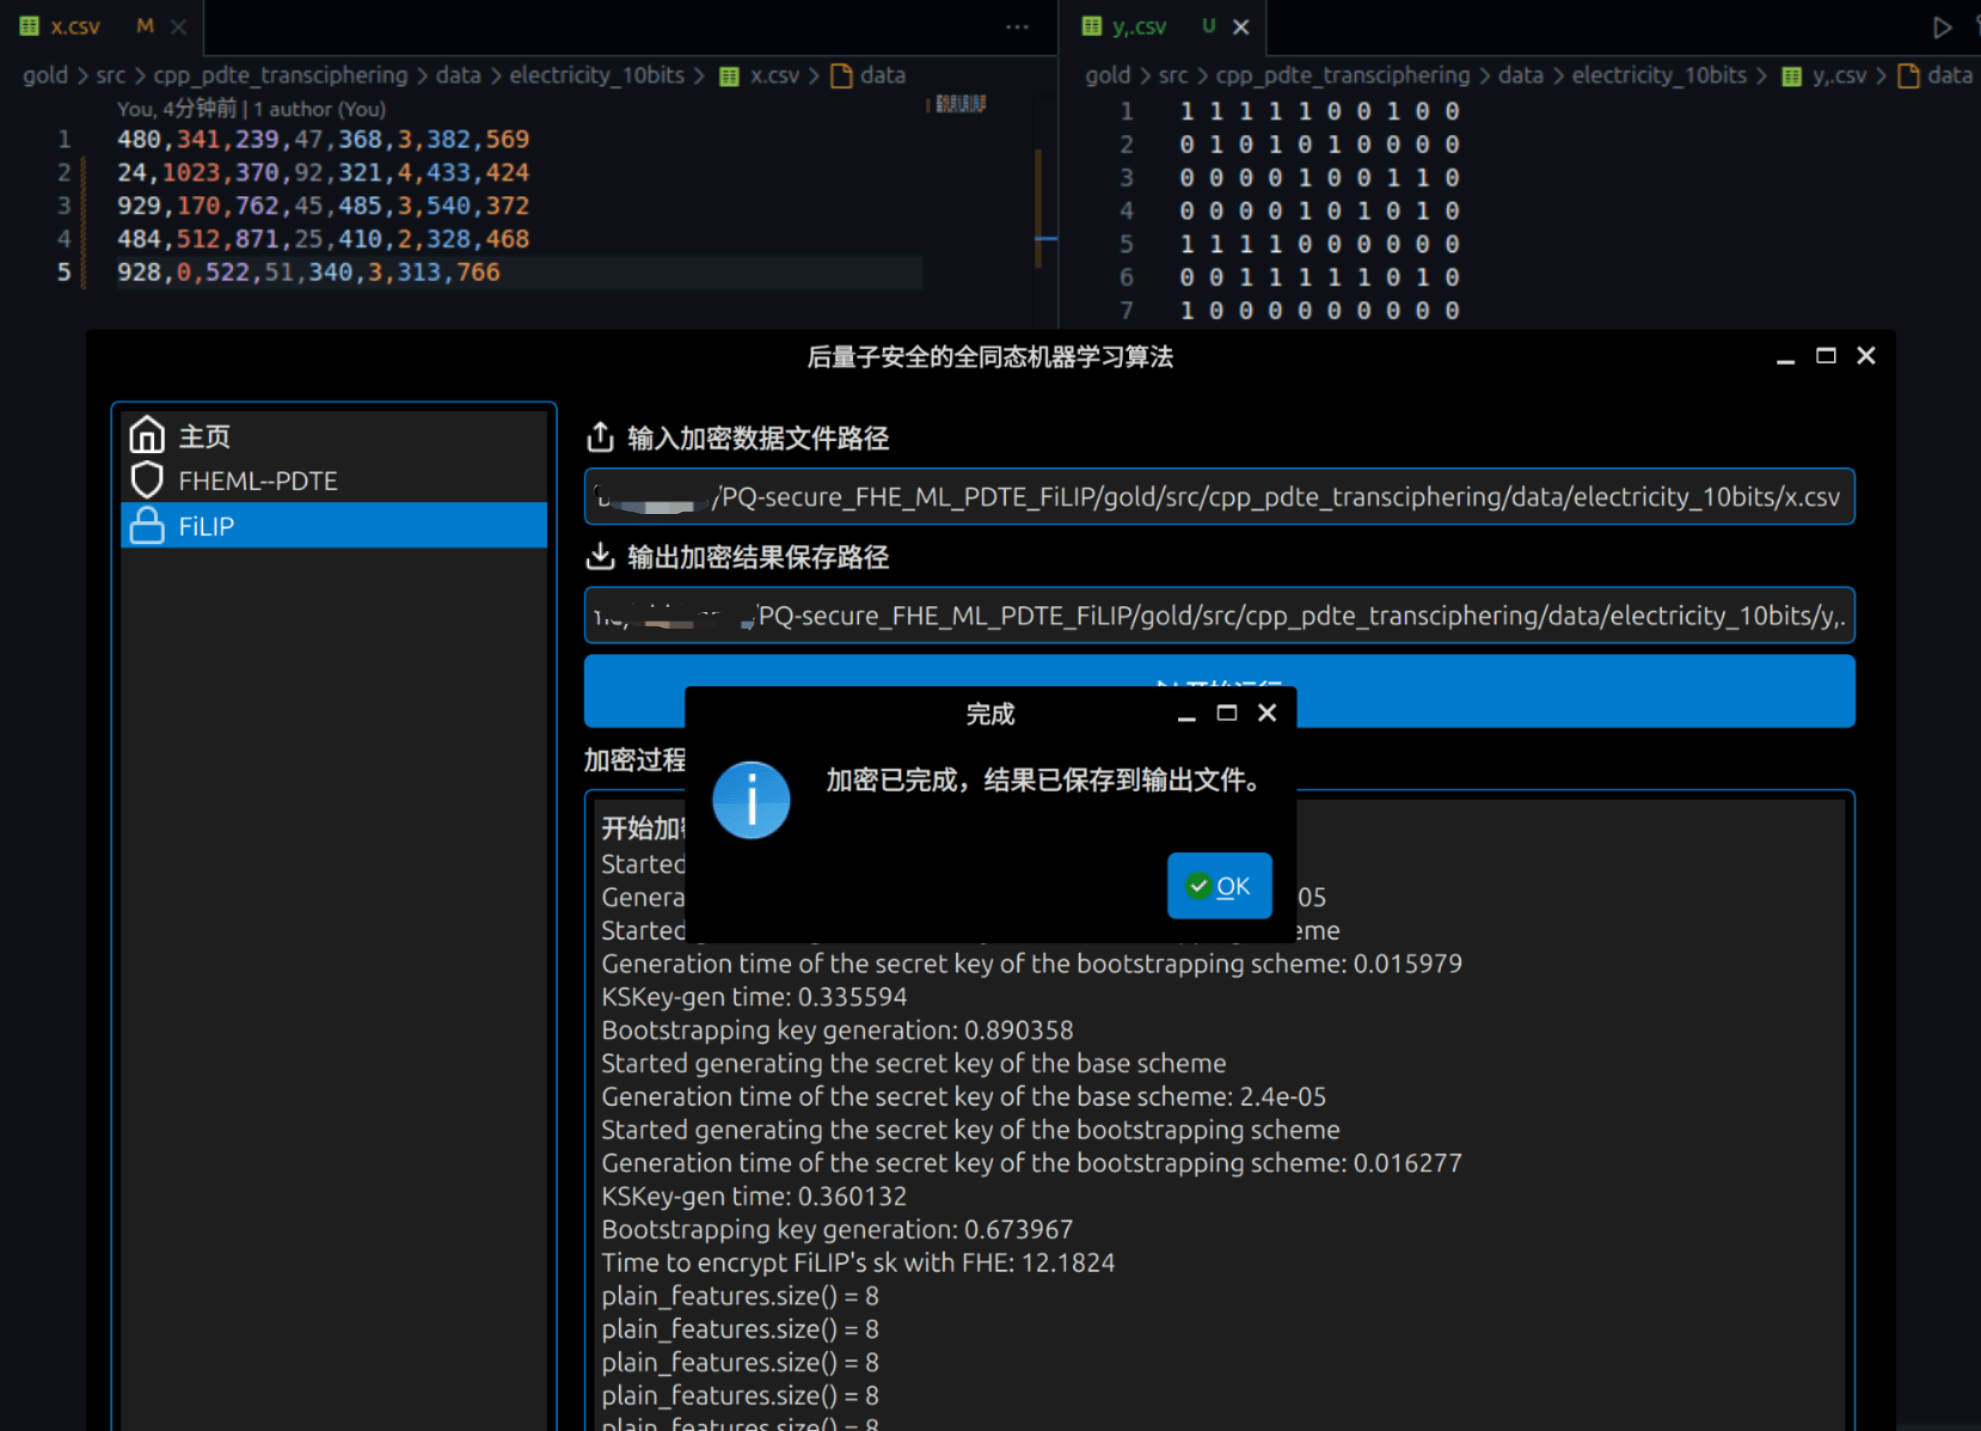 x.csv M
gold > src > cpp_pdte_transciphering > data > electricity_10bits > x.csv > data
You, 4分钟前 | 1 author (You)
1 480,341,239,47,368,3,382,569
2 24,1023,370,92,321,4,433,424
3 929,170,762,45,485,3,540,372
4 484,512,871,25,410,2,328,468
5 928,0,522,51,340,3,313,766
y,.csv U
gold > src > cpp_pdte_transciphering > data > electricity_10bits > y,.csv > data
1 1 1 1 1 1 0 0 1 0 0
2 0 1 0 1 0 1 0 0 0 0
3 0 0 0 0 1 0 0 1 1 0
4 0 0 0 0 1 0 1 0 1 0
5 1 1 1 1 0 0 0 0 0 0
6 0 0 1 1 1 1 1 0 1 0
7 1 0 0 0 0 0 0 0 0 0
后量子安全的全同态机器学习算法
主页
FHEML--PDTE
FiLIP
输入加密数据文件路径
/PQ-secure_FHE_ML_PDTE_FiLIP/gold/src/cpp_pdte_transciphering/data/electricity_10bits/x.csv
输出加密结果保存路径
/PQ-secure_FHE_ML_PDTE_FiLIP/gold/src/cpp_pdte_transciphering/data/electricity_10bits/y,.
开始运行
完成
加密已完成，结果已保存到输出文件。
OK
加密过程
开始加密
Started
Genera 05
Started eme
Generation time of the secret key of the bootstrapping scheme: 0.015979
KSKey-gen time: 0.335594
Bootstrapping key generation: 0.890358
Started generating the secret key of the base scheme
Generation time of the secret key of the base scheme: 2.4e-05
Started generating the secret key of the bootstrapping scheme
Generation time of the secret key of the bootstrapping scheme: 0.016277
KSKey-gen time: 0.360132
Bootstrapping key generation: 0.673967
Time to encrypt FiLIP's sk with FHE: 12.1824
plain_features.size() = 8
plain_features.size() = 8
plain_features.size() = 8
plain_features.size() = 8
plain_features.size() = 8